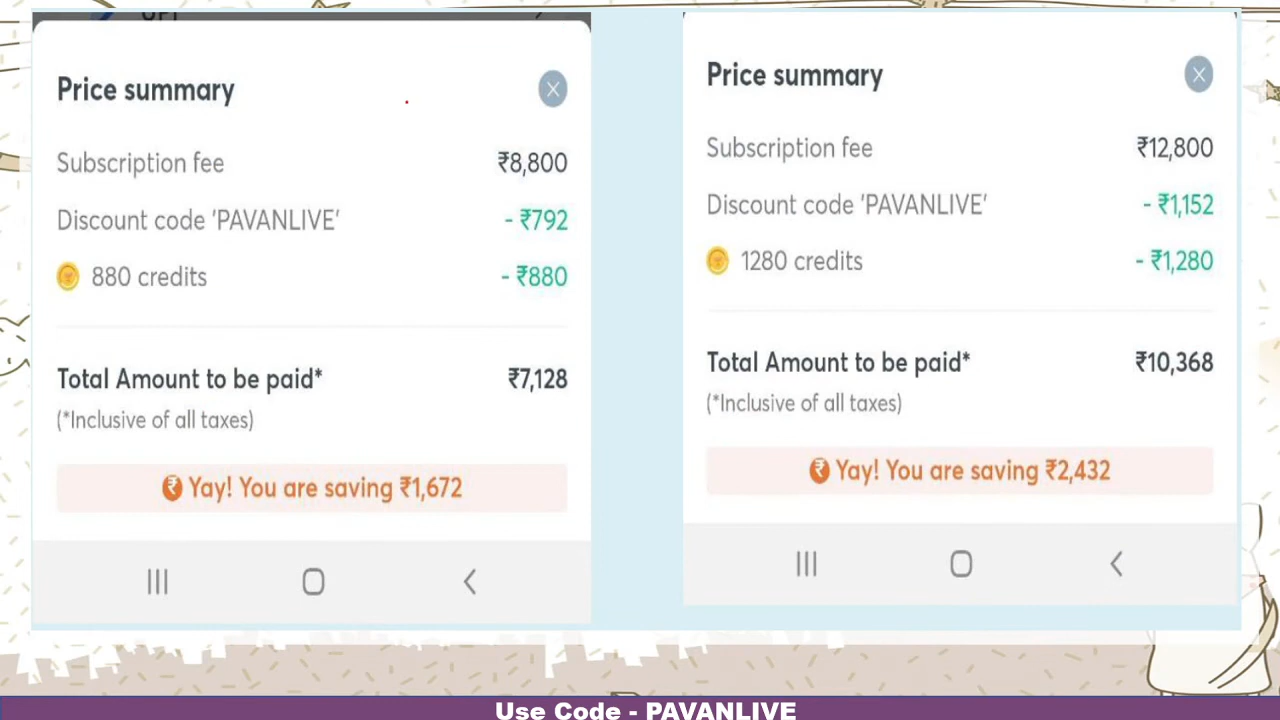 UPI
Price summary
Subscription fee ₹8,800
Discount code 'PAVANLIVE' - ₹792
880 credits - ₹880
Total Amount to be paid* ₹7,128
(*Inclusive of all taxes)
₹ Yay! You are saving ₹1,672
Price summary
Subscription fee ₹12,800
Discount code 'PAVANLIVE' - ₹1,152
1280 credits - ₹1,280
Total Amount to be paid* ₹10,368
(*Inclusive of all taxes)
₹ Yay! You are saving ₹2,432
Use Code - PAVANLIVE